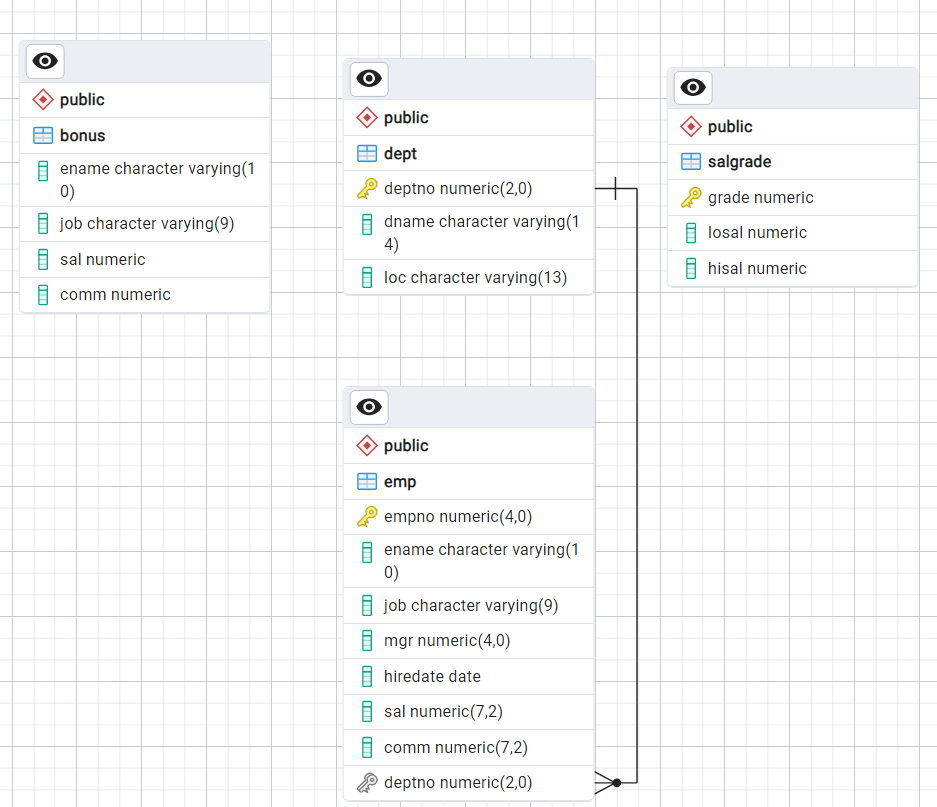 public
bonus
ename character varying(1
0)
job character varying(9)
sal numeric
comm numeric
public
dept
deptno numeric(2,0)
dname character varying(1
4)
loc character varying(13)
public
salgrade
grade numeric
losal numeric
hisal numeric
public
emp
empno numeric(4,0)
ename character varying(1
0)
job character varying(9)
mgr numeric(4,0)
hiredate date
sal numeric(7,2)
comm numeric(7,2)
deptno numeric(2,0)